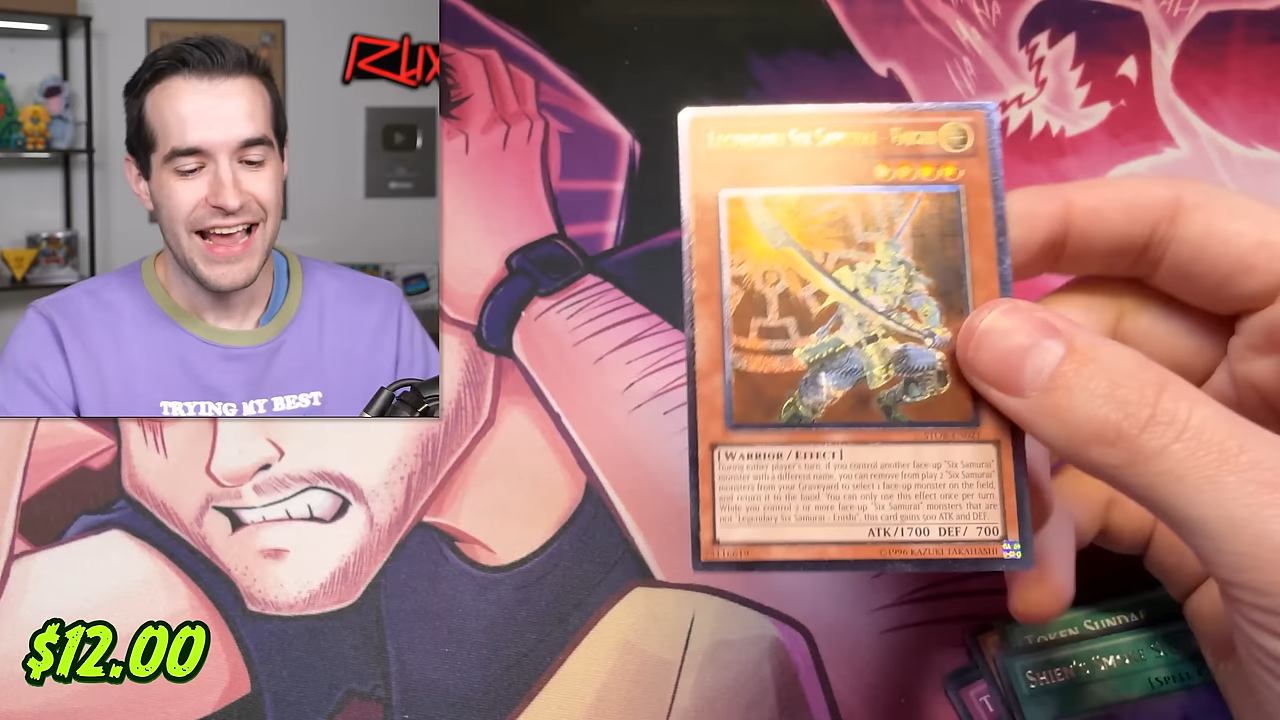 RUX
HA
AH
TRYING MY BEST
LEGENDARY SIX SAMURAI - ENISHI
STOR-EN021
[WARRIOR/EFFECT]
During either player's turn, if you control another face-up "Six Samurai"
monster with a different name, you can remove from play 2 "Six Samurai"
monsters from your Graveyard to select 1 face-up monster on the field,
and return it to the hand. You can only use this effect once per turn.
While you control 2 or more face-up "Six Samurai" monsters that are
not "Legendary Six Samurai - Enishi", this card gains 500 ATK and DEF.
ATK/1700 DEF/ 700
©1996 KAZUKI TAKAHASHI
TOKEN SUNDAE
SHIEN'S SMOKE S
[SPELL
T
$12.00